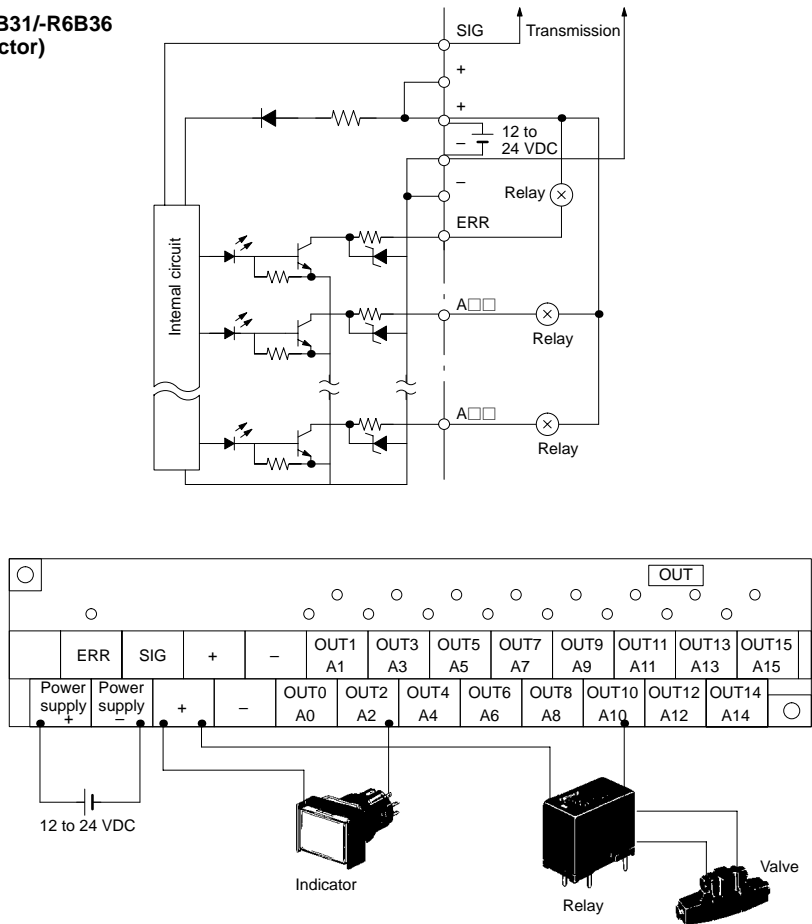 B31/-R6B36
ctor)
SIG
Transmission
+
+
12 to
24 VDC
–
–
Relay
ERR
Internal circuit
A□□
Relay
A□□
Relay
OUT
ERR
SIG
+
–
OUT1 A1
OUT3 A3
OUT5 A5
OUT7 A7
OUT9 A9
OUT11 A11
OUT13 A13
OUT15 A15
Power supply +
Power supply –
+
–
OUT0 A0
OUT2 A2
OUT4 A4
OUT6 A6
OUT8 A8
OUT10 A10
OUT12 A12
OUT14 A14
12 to 24 VDC
Indicator
Relay
Valve